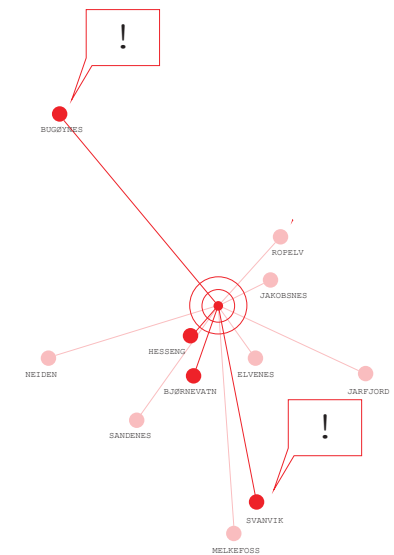 !
BUGØYNES
ROPELV
JAKOBSNES
HESSENG
NEIDEN
ELVENES
BJØRNEVATN
JARFJORD
!
SANDENES
SVANVIK
MELKEFOSS